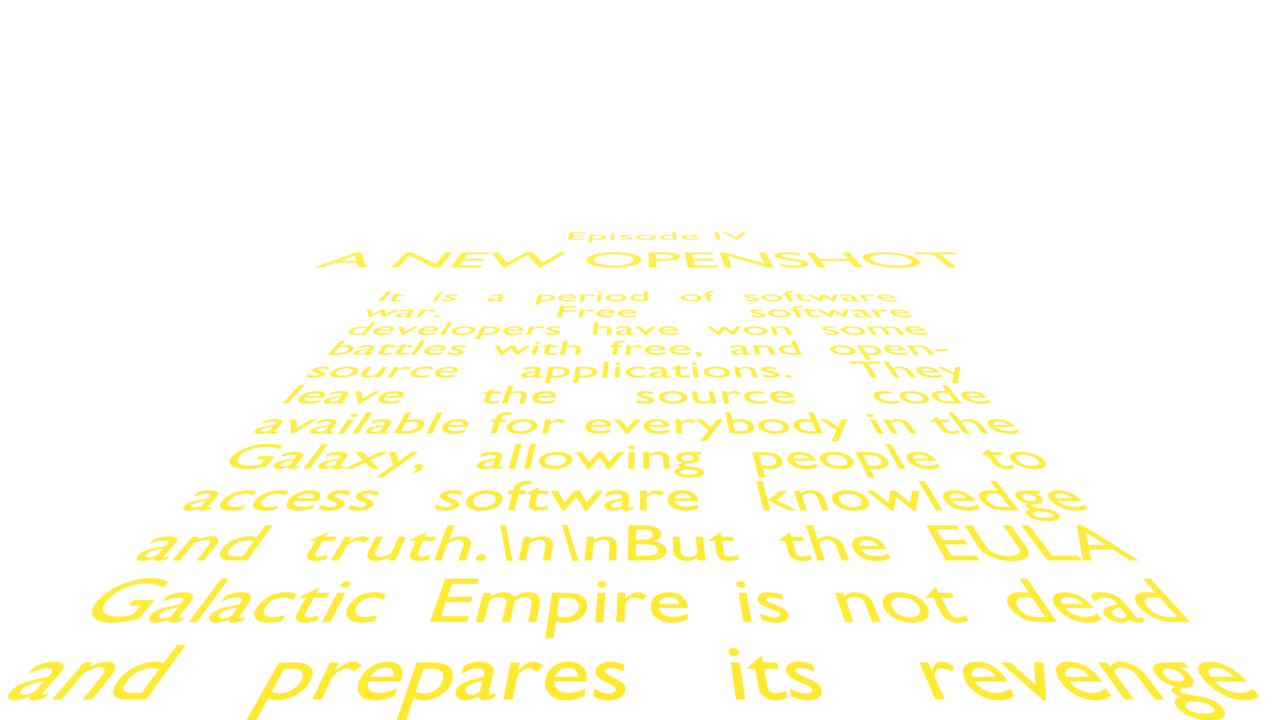 Episode IV
A NEW OPENSHOT
It is a period of software
war. Free software
developers have won some
battles with free, and open-
source applications. They
leave the source code
available for everybody in the
Galaxy, allowing people to
access software knowledge
and truth.\n\nBut the EULA
Galactic Empire is not dead
and prepares its revenge